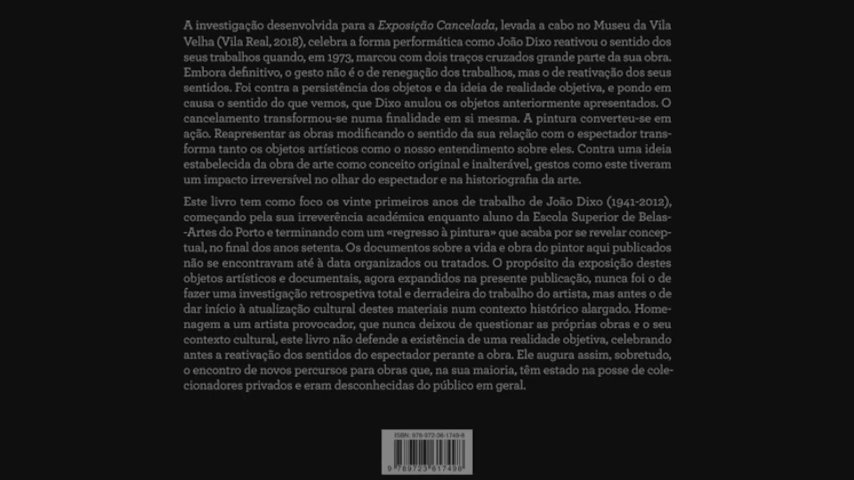 A investigação desenvolvida para a Exposição Cancelada, levada a cabo no Museu da Vila
Velha (Vila Real, 2018), celebra a forma performática como João Dixo reativou o sentido dos
seus trabalhos quando, em 1973, marcou com dois traços cruzados grande parte da sua obra.
Embora definitivo, o gesto não é o de renegação dos trabalhos, mas o de reativação dos seus
sentidos. Foi contra a persistência dos objetos e da ideia de realidade objetiva, e pondo em
causa o sentido do que vemos, que Dixo anulou os objetos anteriormente apresentados. O
cancelamento transformou-se numa finalidade em si mesma. A pintura converteu-se em
ação. Reapresentar as obras modificando o sentido da sua relação com o espectador trans-
forma tanto os objetos artísticos como o nosso entendimento sobre eles. Contra uma ideia
estabelecida da obra de arte como conceito original e inalterável, gestos como este tiveram
um impacto irreversível no olhar do espectador e na historiografia da arte.
Este livro tem como foco os vinte primeiros anos de trabalho de João Dixo (1941-2012),
começando pela sua irreverência académica enquanto aluno da Escola Superior de Belas-
-Artes do Porto e terminando com um «regresso à pintura» que acaba por se revelar concep-
tual, no final dos anos setenta. Os documentos sobre a vida e obra do pintor aqui publicados
não se encontravam até à data organizados ou tratados. O propósito da exposição destes
objetos artísticos e documentais, agora expandidos na presente publicação, nunca foi o de
fazer uma investigação retrospetiva total e derradeira do trabalho do artista, mas antes o de
dar início à atualização cultural destes materiais num contexto histórico alargado. Home-
nagem a um artista provocador, que nunca deixou de questionar as próprias obras e o seu
contexto cultural, este livro não defende a existência de uma realidade objetiva, celebrando
antes a reativação dos sentidos do espectador perante a obra. Ele augura assim, sobretudo,
o encontro de novos percursos para obras que, na sua maioria, têm estado na posse de cole-
cionadores privados e eram desconhecidas do público em geral.
ISBN: 978-972-36-1749-8
9 789723 617498